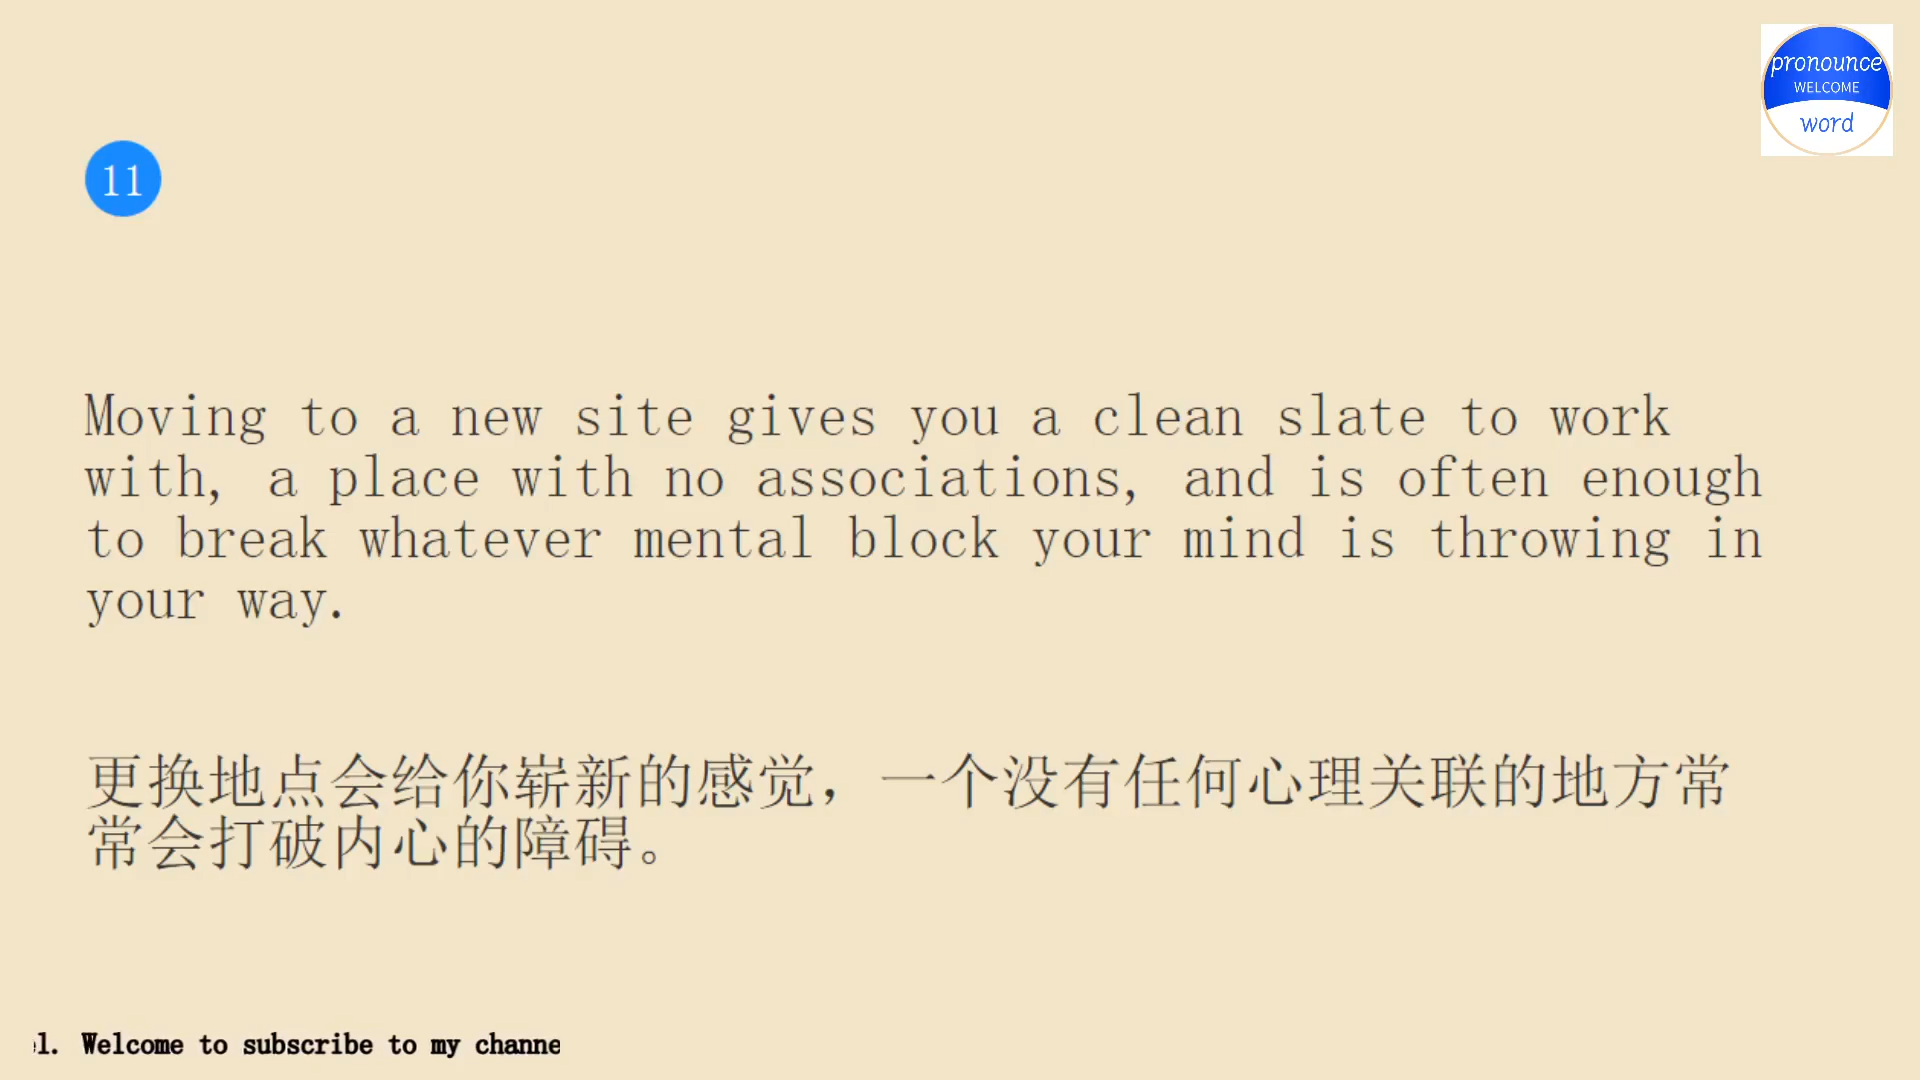 pronounce
WELCOME
word
11
Moving to a new site gives you a clean slate to work
with, a place with no associations, and is often enough
to break whatever mental block your mind is throwing in
your way.
更换地点会给你崭新的感觉，一个没有任何心理关联的地方常
常会打破内心的障碍。
l. Welcome to subscribe to my channe